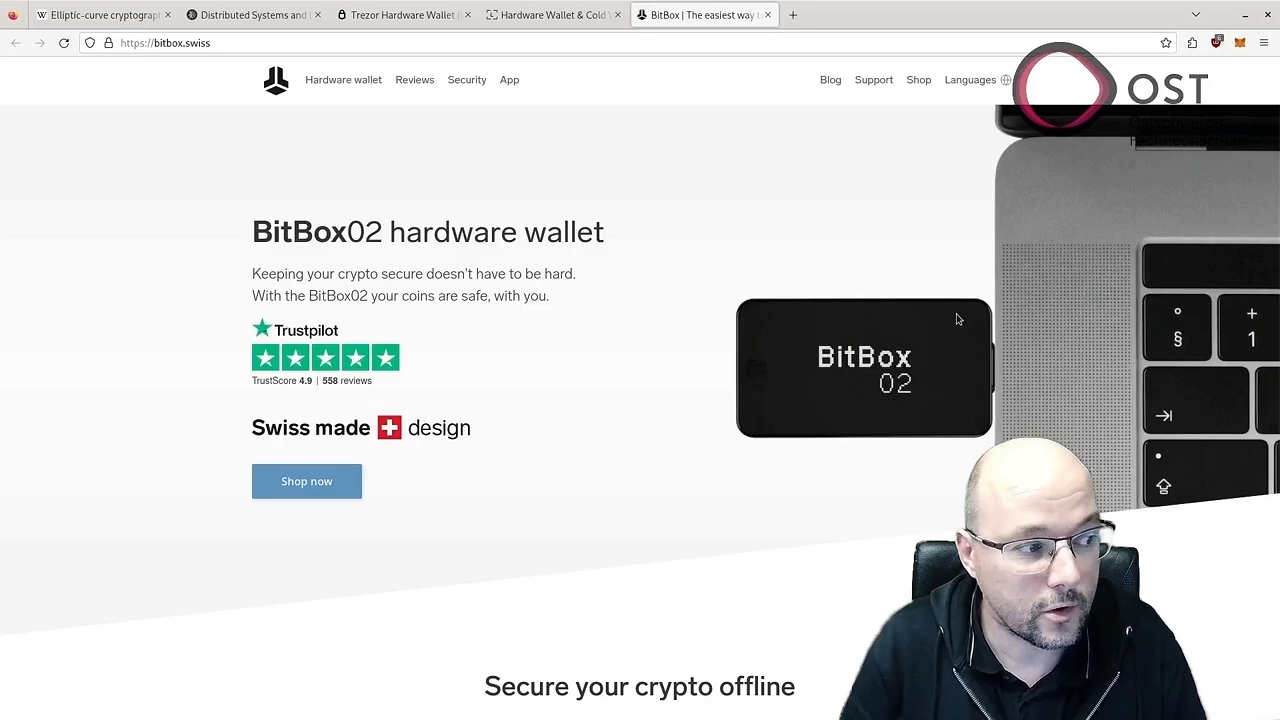 Elliptic-curve cryptograph
Distributed Systems and
Trezor Hardware Wallet (
Hardware Wallet & Cold
BitBox | The easiest way t
https://bitbox.swiss
Hardware wallet
Reviews
Security
App
Blog
Support
Shop
Languages
OST
BitBox02 hardware wallet
Keeping your crypto secure doesn't have to be hard.
With the BitBox02 your coins are safe, with you.
Trustpilot
TrustScore 4.9 | 558 reviews
Swiss made design
Shop now
BitBox
02
°
§
+
1
Secure your crypto offline